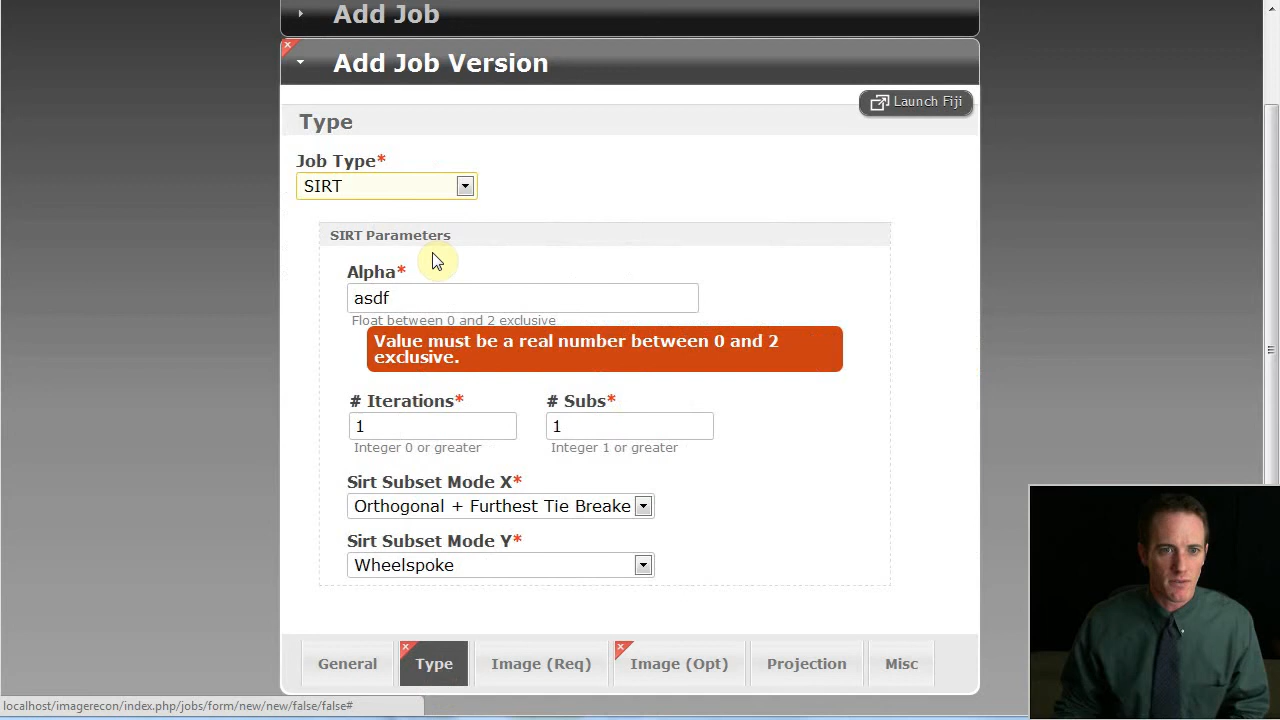 Add Job
x
Add Job Version
Launch Fiji
Type
Job Type*
SIRT
SIRT Parameters
Alpha*
asdf
Float between 0 and 2 exclusive
Value must be a real number between 0 and 2
exclusive.
# Iterations* # Subs*
1 1
Integer 0 or greater Integer 1 or greater
Sirt Subset Mode X*
Orthogonal + Furthest Tie Breake
Sirt Subset Mode Y*
Wheelspoke
x x
General Type Image (Req) Image (Opt) Projection Misc
localhost/imagerecon/index.php/jobs/form/new/new/false/false#